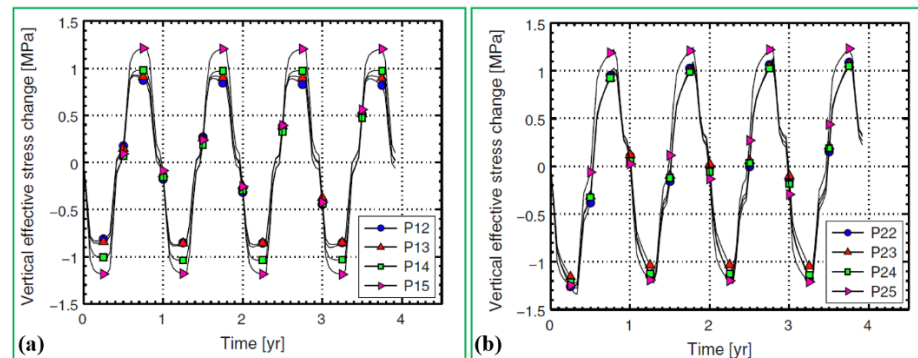 Vertical effective stress change [MPa]
1.5
1
0.5
0
-0.5
-1
-1.5
0 1 2 3 4
Time [yr]
P12
P13
P14
P15
(a)
Vertical effective stress change [MPa]
1.5
1
0.5
0
-0.5
-1
-1.5
0 1 2 3 4
Time [yr]
P22
P23
P24
P25
(b)